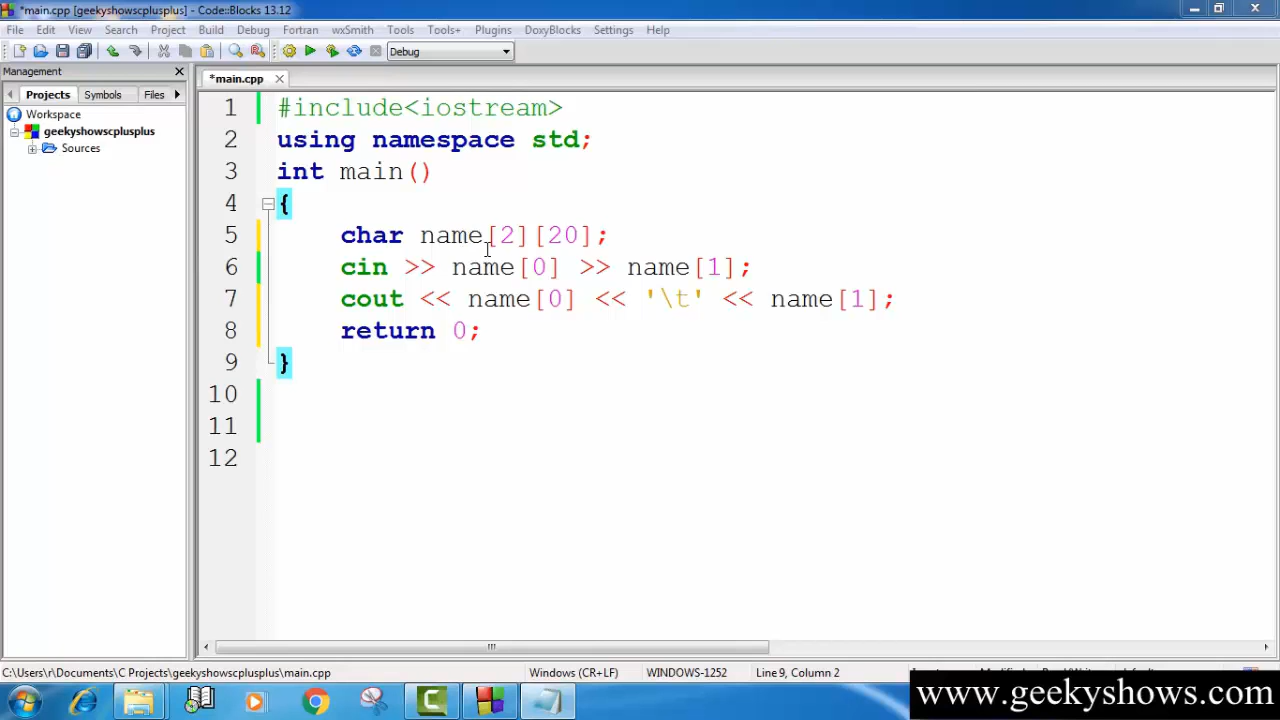 *main.cpp [geekyshowscplusplus] - Code::Blocks 13.12
File Edit View Search Project Build Debug Fortran wxSmith Tools Tools+ Plugins DoxyBlocks Settings Help
Debug
Management
*main.cpp
Projects Symbols Files
Workspace
geekyshowscplusplus
Sources
1 #include<iostream>
2 using namespace std;
3 int main()
4 {
5 char name[2][20];
6 cin >> name[0] >> name[1];
7 cout << name[0] << '\t' << name[1];
8 return 0;
9 }
10
11
12
C:\Users\r\Documents\C Projects\geekyshowscplusplus\main.cpp Windows (CR+LF) WINDOWS-1252 Line 9, Column 2
www.geekyshows.com